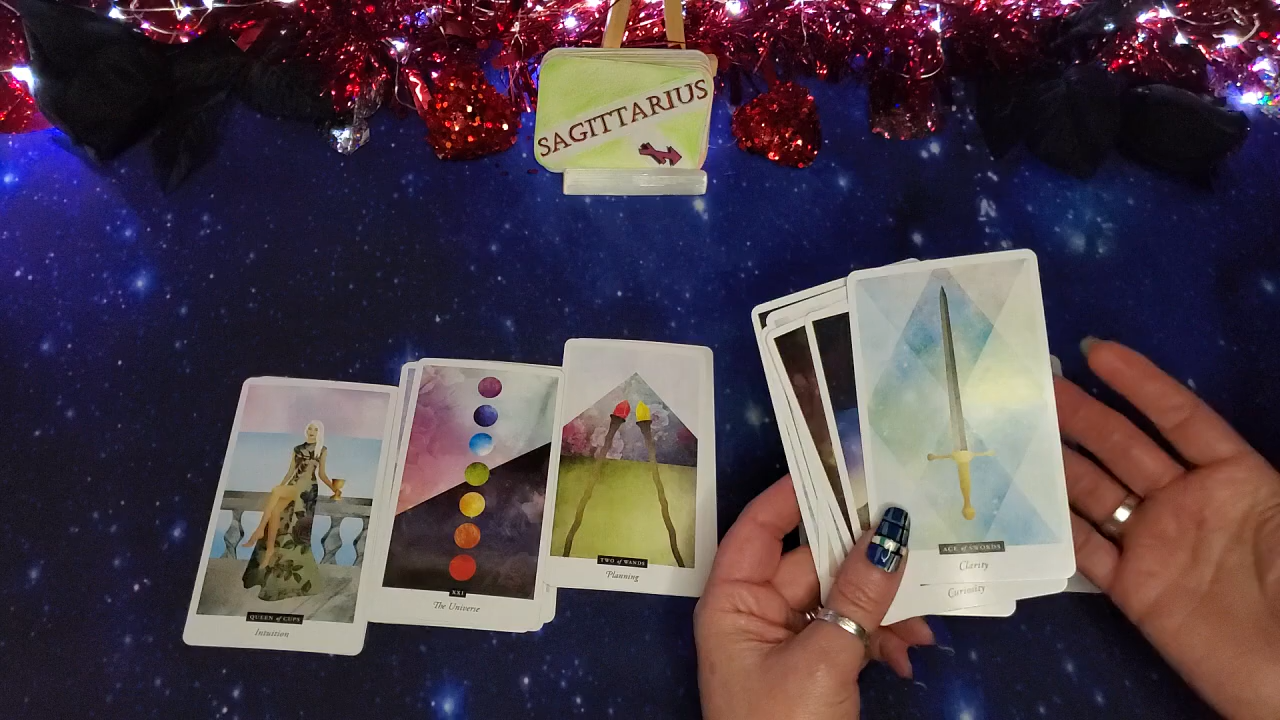 SAGITTARIUS
QUEEN of CUPS
Intuition
XXI
The Universe
TWO of WANDS
Planning
ACE of SWORDS
Clarity
Curiosity